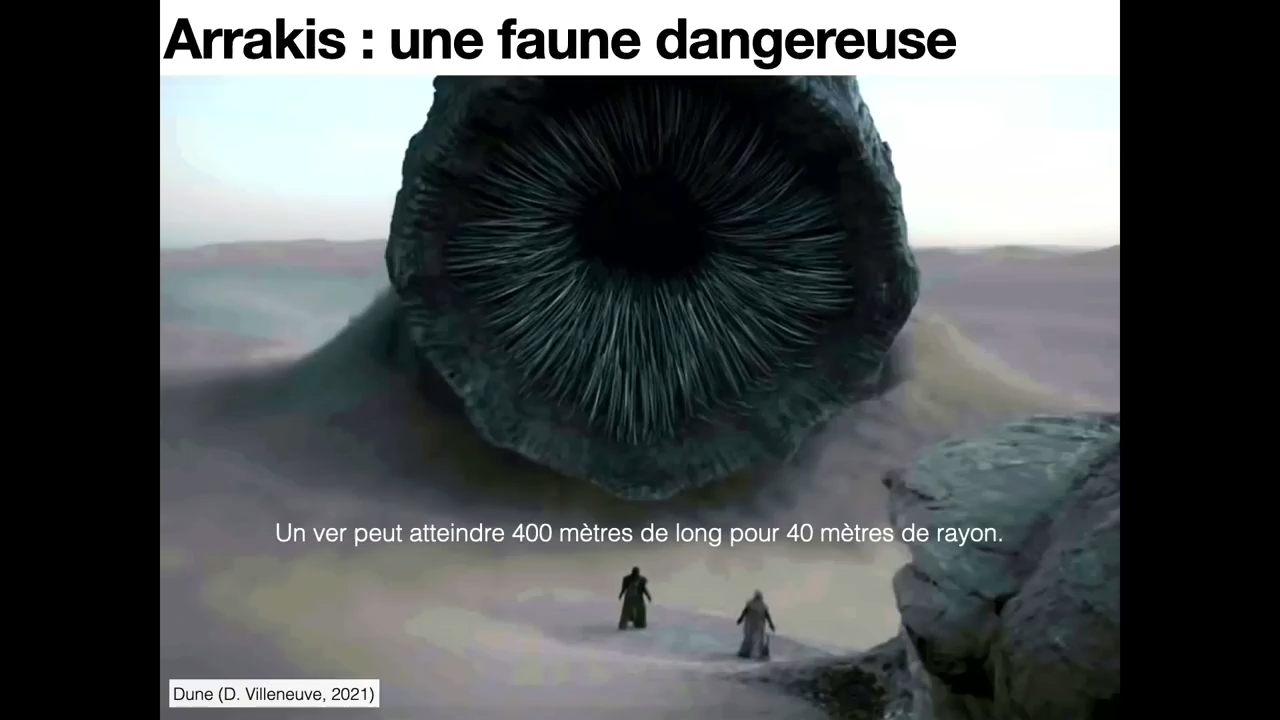 Arrakis : une faune dangereuse
Un ver peut atteindre 400 mètres de long pour 40 mètres de rayon.
Dune (D. Villeneuve, 2021)